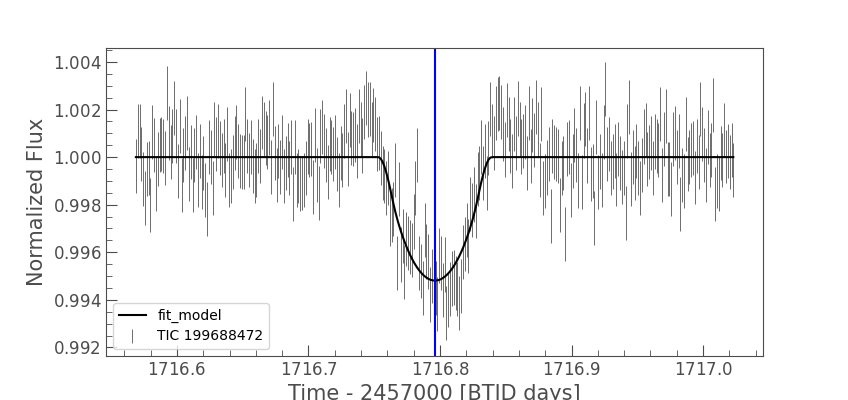 1.004
1.002
1.000
0.998
0.996
0.994
0.992
Normalized Flux
fit_model
TIC 199688472
1716.6 1716.7 1716.8 1716.9 1717.0
Time - 2457000 [BTJD days]